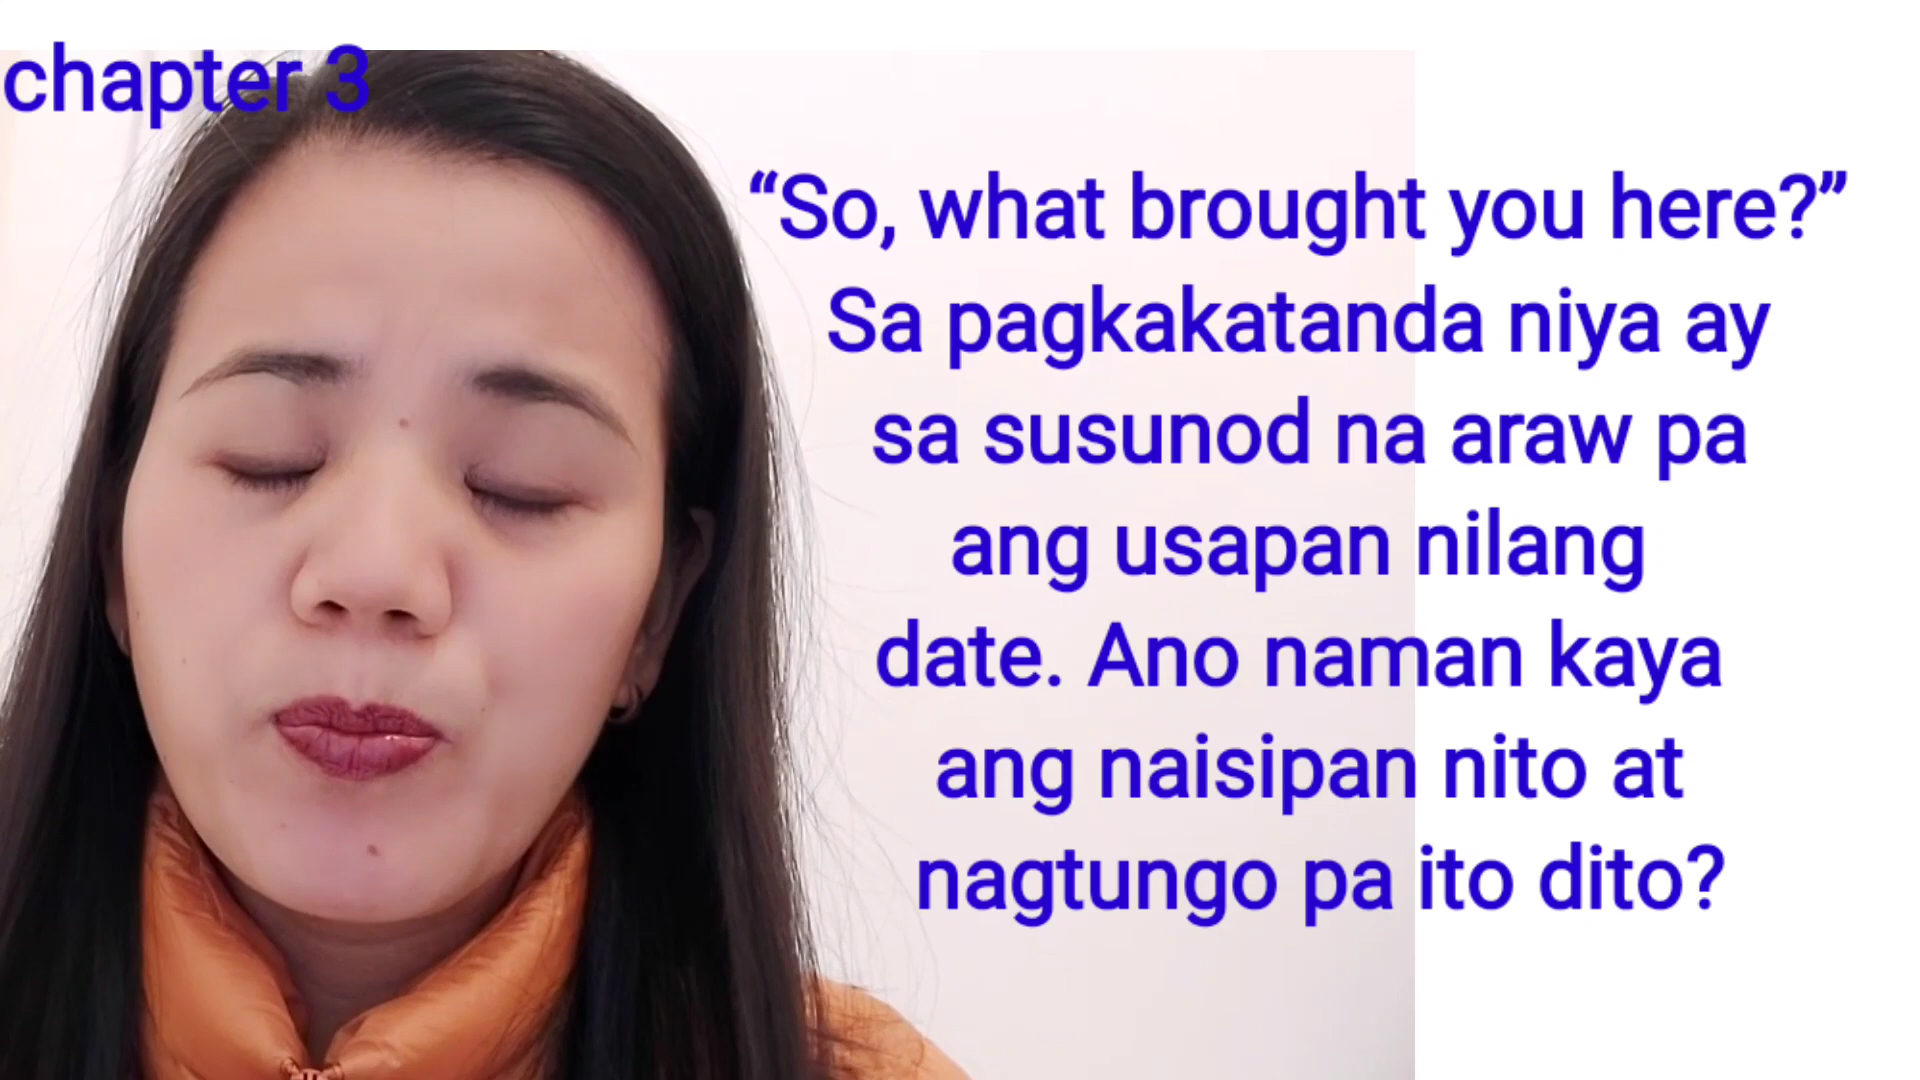 chapter 3
“So, what brought you here?”
Sa pagkakatanda niya ay
sa susunod na araw pa
ang usapan nilang
date. Ano naman kaya
ang naisipan nito at
nagtungo pa ito dito?